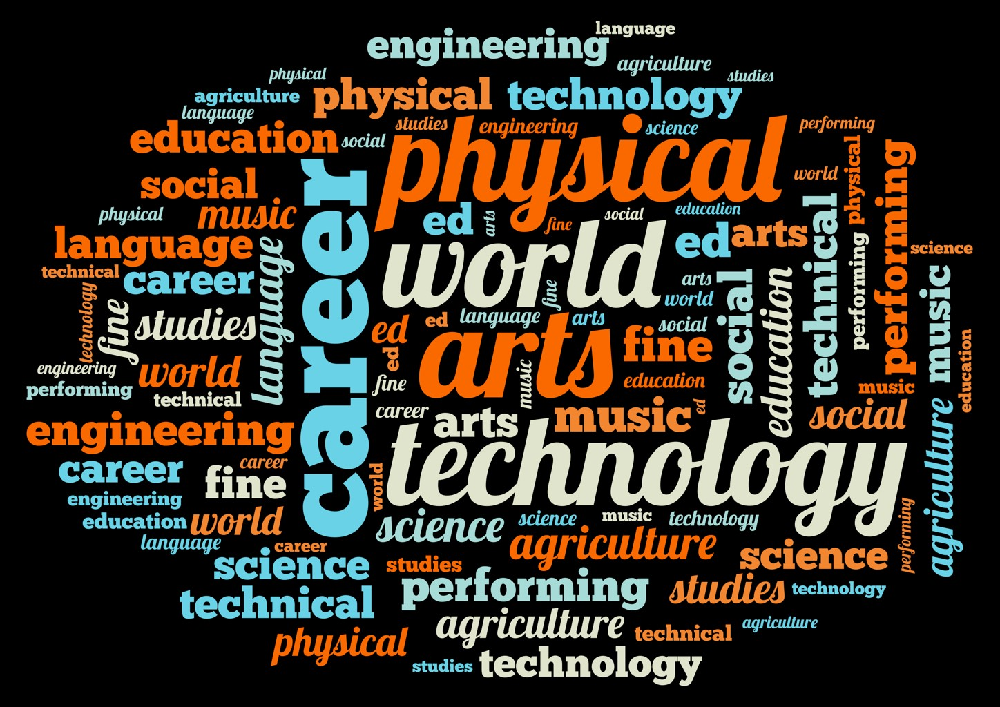 language
engineering
agriculture
physical
studies
agriculture
physical
technology
language
studies
engineering
science
performing
education
social
physical
world
physical
performing
social
career
physical
music
ed
arts
fine
social
education
technical
language
language
world
ed
arts
performing
science
technical
career
technology
fine
studies
fine
arts
world
social
education
music
language
arts
ed
ed
social
fine
arts
education
engineering
world
ed
performing
technical
fine
music
education
music
career
arts
music
ed
social
agriculture
engineering
technology
career
career
fine
world
engineering
education
world
science
science
music
technology
performing
language
career
agriculture
science
science
studies
performing
studies
technology
technical
agriculture
technical
agriculture
physical
studies
technology